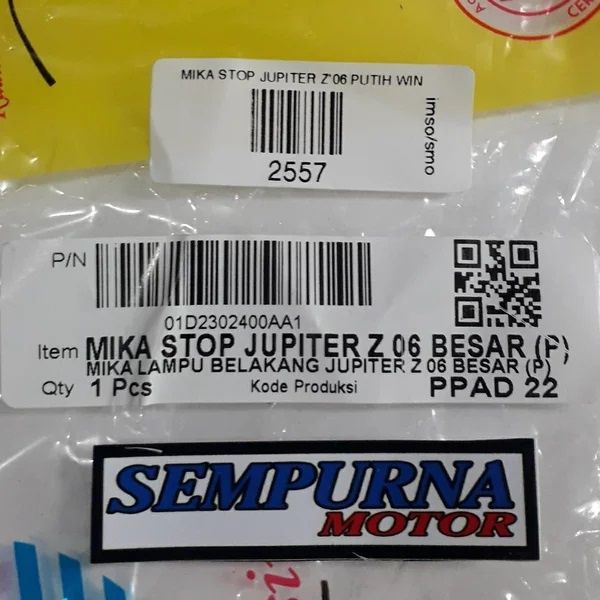 MIKA STOP JUPITER Z'06 PUTIH WIN
imso/smo
2557
P/N
01D2302400AA1
Item MIKA STOP JUPITER Z 06 BESAR (P)
MIKA LAMPU BELAKANG JUPITER Z 06 BESAR (P)
Qty 1 Pcs Kode Produksi PPAD 22
SEMPURNA
MOTOR